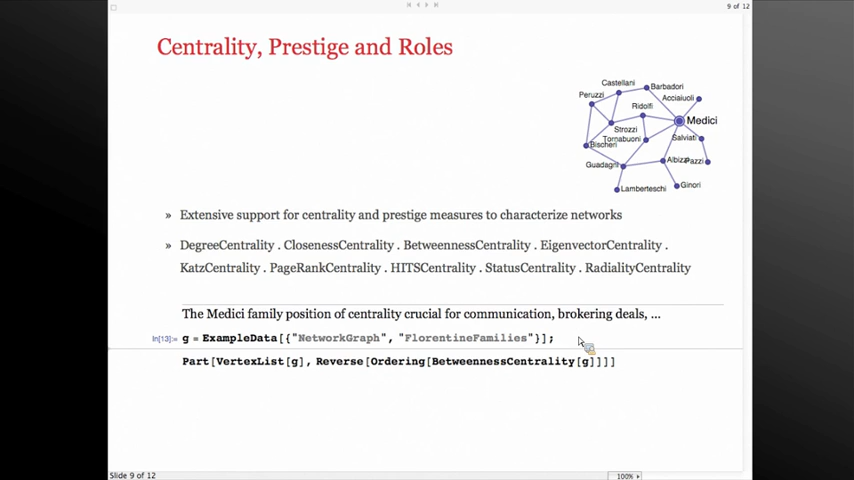 9 of 12
Centrality, Prestige and Roles
Castellani
Barbadori
Peruzzi
Acciaiuoli
Ridolfi
Medici
Strozzi
Tornabuoni
Salviati
Bischeri
Guadagni
Albizzi
Pazzi
Lamberteschi
Ginori
» Extensive support for centrality and prestige measures to characterize networks
» DegreeCentrality . ClosenessCentrality . BetweennessCentrality . EigenvectorCentrality .
KatzCentrality . PageRankCentrality . HITSCentrality . StatusCentrality . RadialityCentrality
The Medici family position of centrality crucial for communication, brokering deals, ...
In[13]:= g = ExampleData[{"NetworkGraph", "FlorentineFamilies"}];
Part[VertexList[g], Reverse[Ordering[BetweennessCentrality[g]]]]
Slide 9 of 12
100%